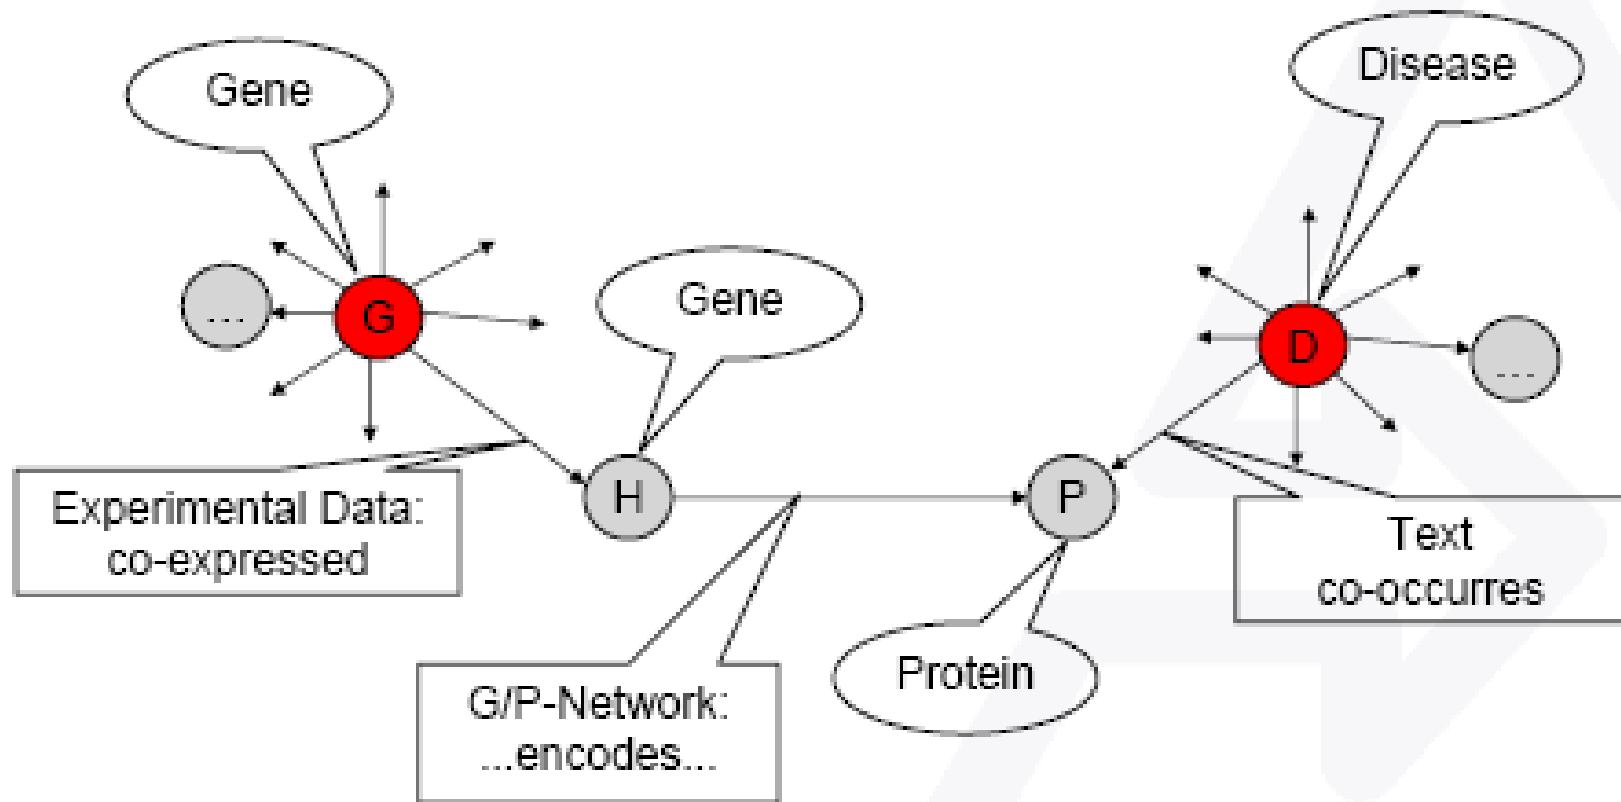 Gene
Disease
...
G
Gene
D
...
Experimental Data:
co-expressed
H
P
Text
co-occurres
G/P-Network:
...encodes...
Protein